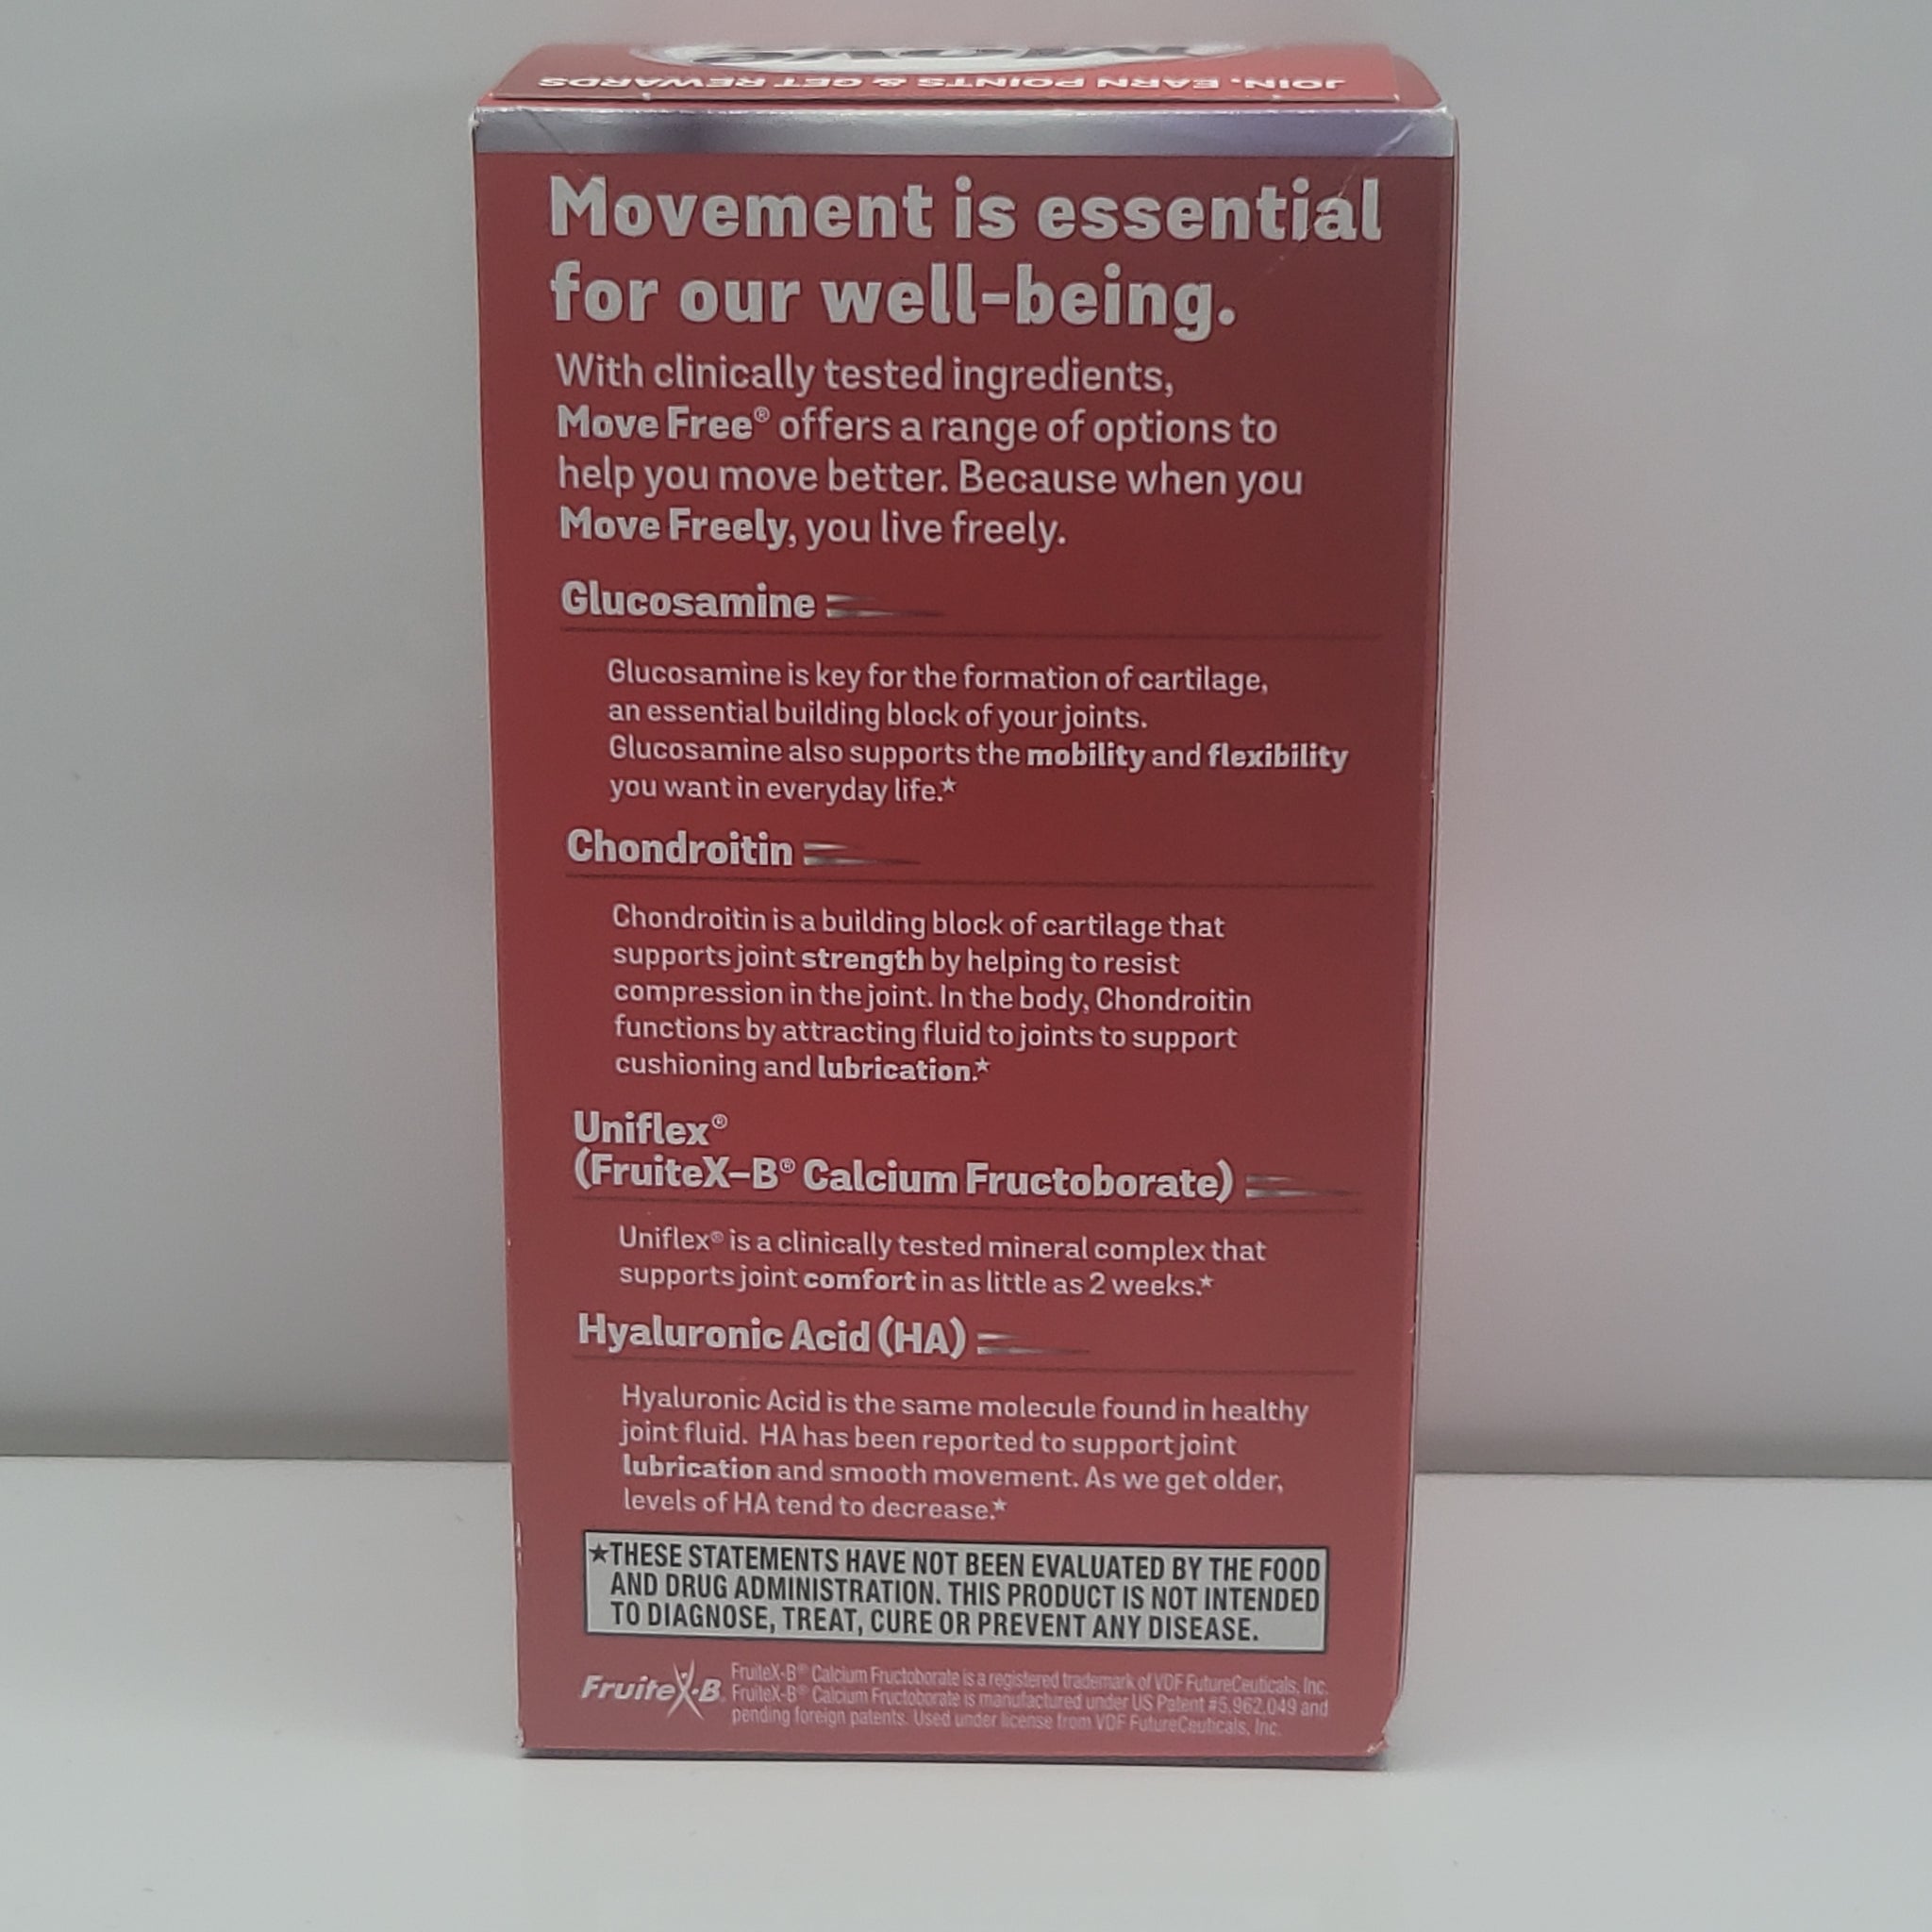 JOIN, EARN POINTS & GET REWARDS
Movement is essential
for our well-being.
With clinically tested ingredients,
Move Free® offers a range of options to
help you move better. Because when you
Move Freely, you live freely.
Glucosamine
Glucosamine is key for the formation of cartilage,
an essential building block of your joints.
Glucosamine also supports the mobility and flexibility
you want in everyday life.★
Chondroitin
Chondroitin is a building block of cartilage that
supports joint strength by helping to resist
compression in the joint. In the body, Chondroitin
functions by attracting fluid to joints to support
cushioning and lubrication.★
Uniflex®
(FruiteX-B® Calcium Fructoborate)
Uniflex® is a clinically tested mineral complex that
supports joint comfort in as little as 2 weeks.★
Hyaluronic Acid (HA)
Hyaluronic Acid is the same molecule found in healthy
joint fluid. HA has been reported to support joint
lubrication and smooth movement. As we get older,
levels of HA tend to decrease.★
★THESE STATEMENTS HAVE NOT BEEN EVALUATED BY THE FOOD
AND DRUG ADMINISTRATION. THIS PRODUCT IS NOT INTENDED
TO DIAGNOSE, TREAT, CURE OR PREVENT ANY DISEASE.
FruiteX-B®
FruiteX-B® Calcium Fructoborate is a registered trademark of VDF FutureCeuticals, Inc.
FruiteX-B® Calcium Fructoborate is manufactured under US Patent #5,962,049 and
pending foreign patents. Used under license from VDF FutureCeuticals, Inc.